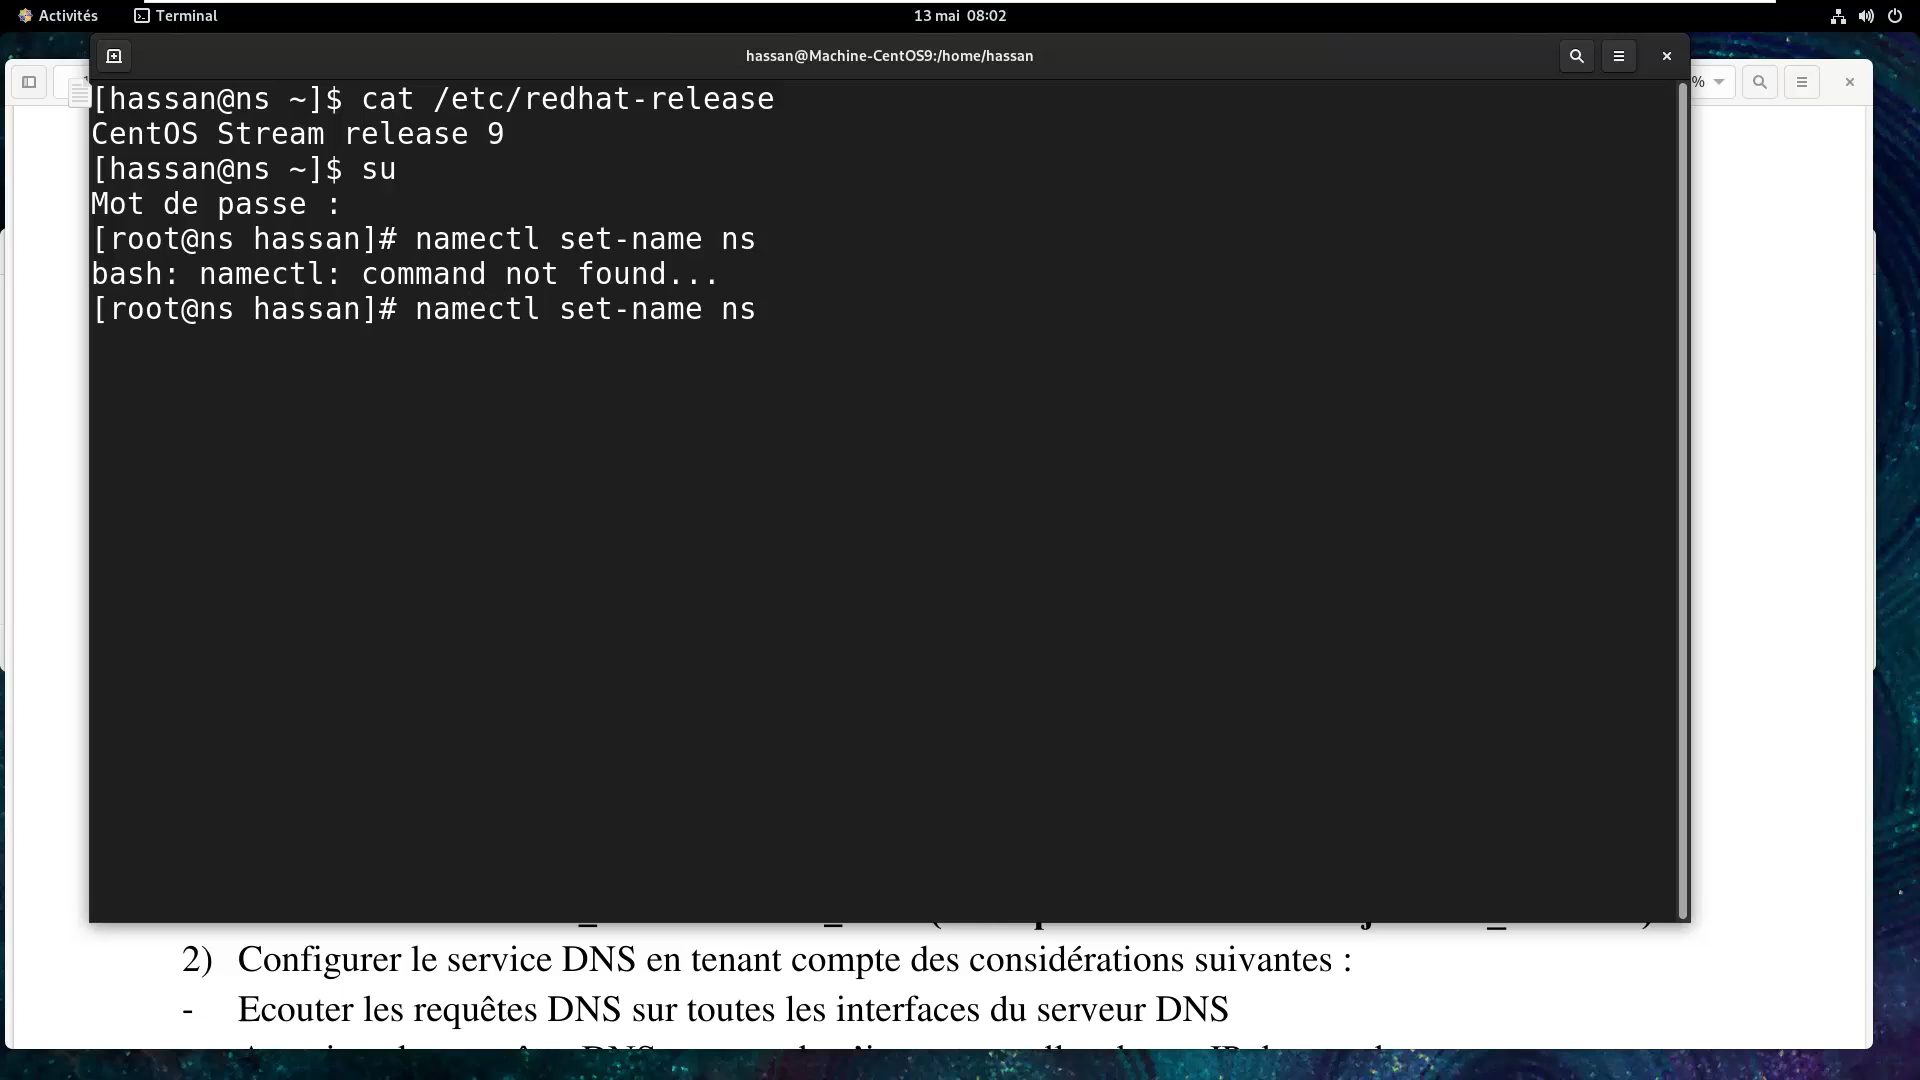 Activités
Terminal
13 mai 08:02
hassan@Machine-CentOS9:/home/hassan
%
[hassan@ns ~]$ cat /etc/redhat-release
CentOS Stream release 9
[hassan@ns ~]$ su
Mot de passe :
[root@ns hassan]# namectl set-name ns
bash: namectl: command not found...
[root@ns hassan]# namectl set-name ns
2) Configurer le service DNS en tenant compte des considérations suivantes :
- Ecouter les requêtes DNS sur toutes les interfaces du serveur DNS